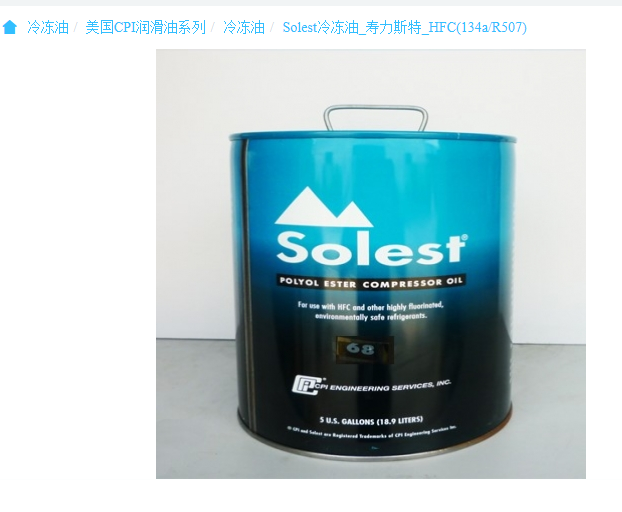 冷冻油 / 美国CPI润滑油系列 / 冷冻油 / Solest冷冻油_寿力斯特_HFC(134a/R507)
Solest®
POLYOL ESTER COMPRESSOR OIL
For use with HFC and other highly fluorinated,
environmentally safe refrigerants.
68
CPI ENGINEERING SERVICES, INC.
5 U.S. GALLONS (18.9 LITERS)
® CPI and Solest are Registered Trademarks of CPI Engineering Services Inc.